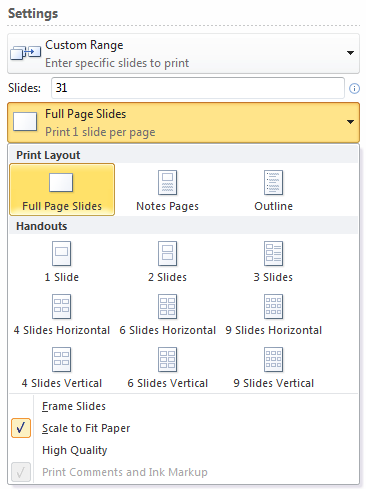 Settings
Custom Range
Enter specific slides to print
Slides: 31
Full Page Slides
Print 1 slide per page
Print Layout
Full Page Slides Notes Pages Outline
Handouts
1 Slide 2 Slides 3 Slides
4 Slides Horizontal 6 Slides Horizontal 9 Slides Horizontal
4 Slides Vertical 6 Slides Vertical 9 Slides Vertical
Frame Slides
Scale to Fit Paper
High Quality
Print Comments and Ink Markup